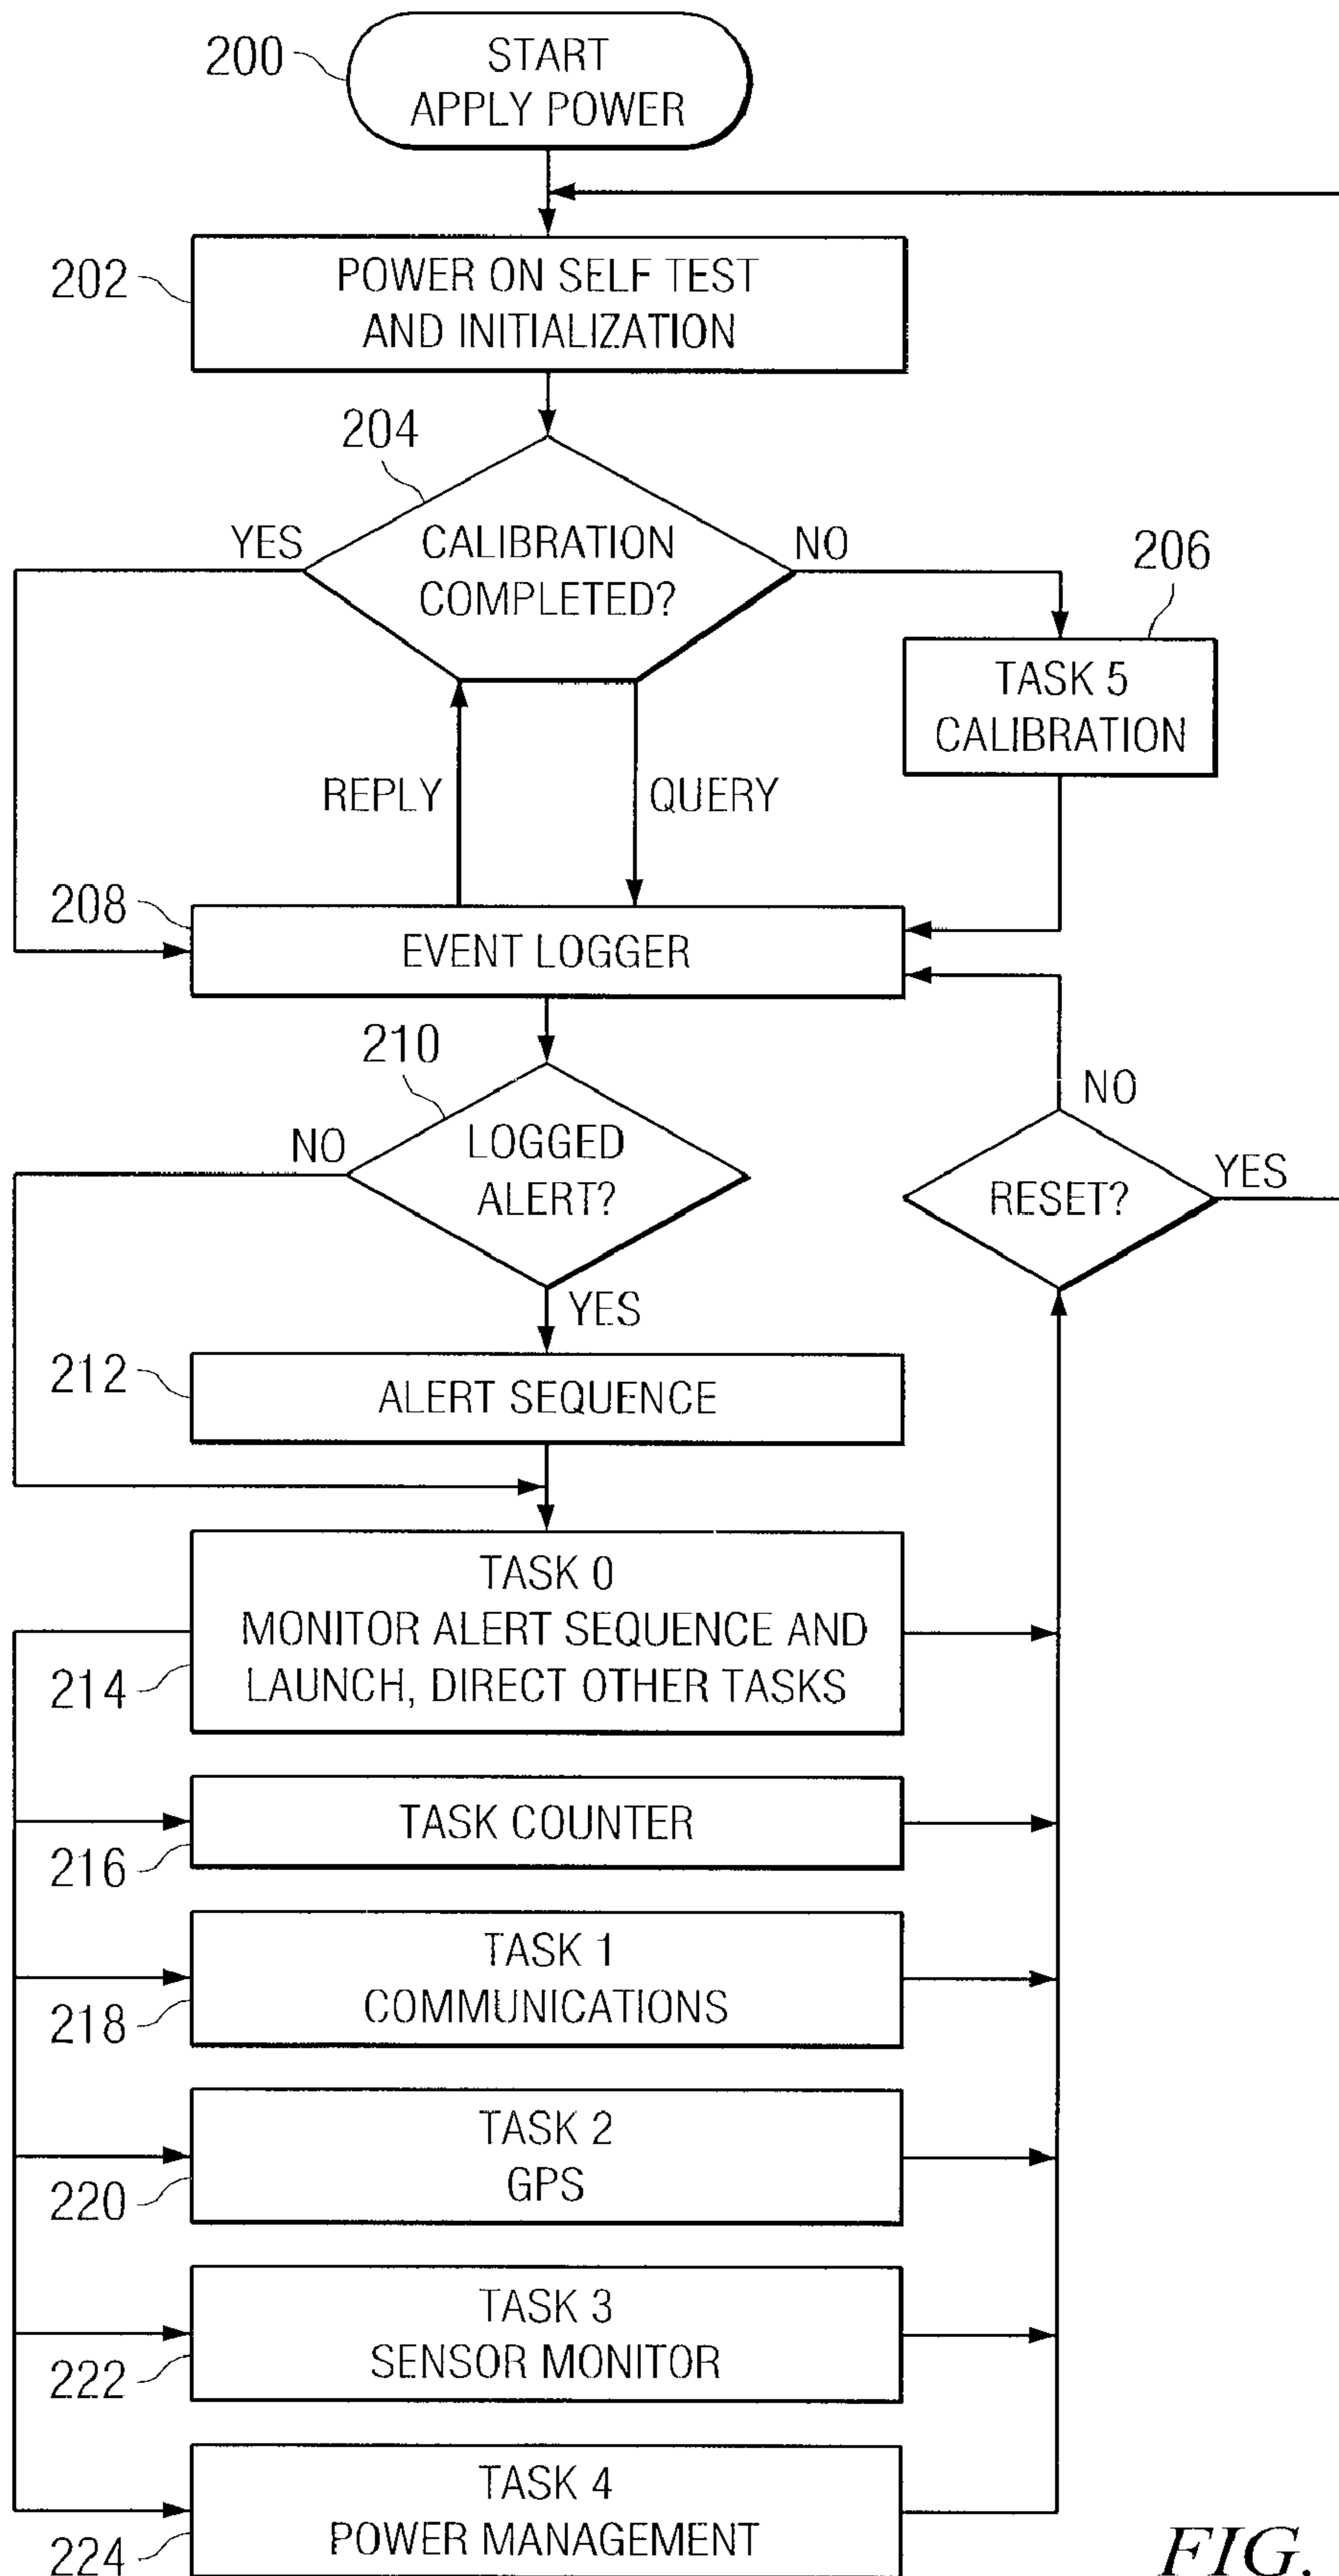 200
START
APPLY POWER
202
POWER ON SELF TEST
AND INITIALIZATION
204
YES
CALIBRATION
COMPLETED?
NO
206
TASK 5
CALIBRATION
REPLY
QUERY
208
EVENT LOGGER
210
NO
LOGGED
ALERT?
NO
RESET?
YES
YES
212
ALERT SEQUENCE
TASK 0
MONITOR ALERT SEQUENCE AND
LAUNCH, DIRECT OTHER TASKS
214
TASK COUNTER
216
TASK 1
COMMUNICATIONS
218
TASK 2
GPS
220
TASK 3
SENSOR MONITOR
222
TASK 4
POWER MANAGEMENT
224
FIG.